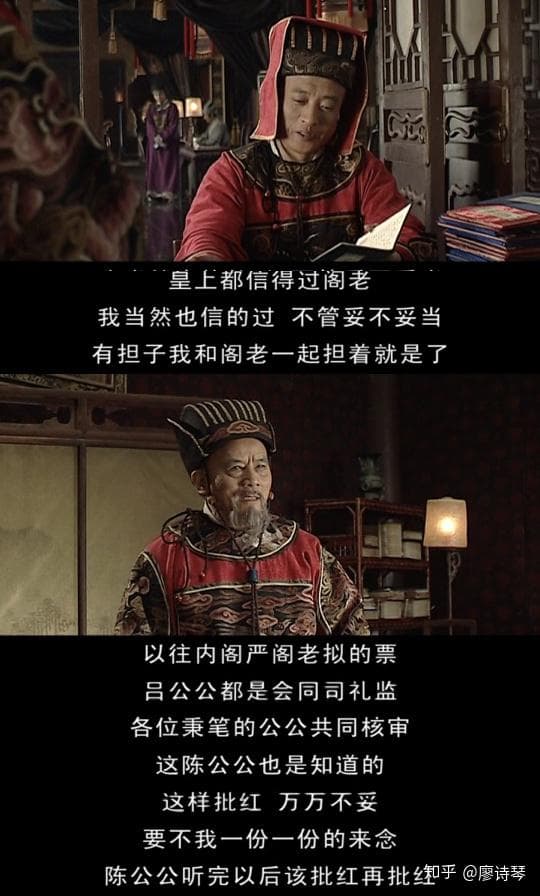 皇上都信得过阁老
我当然也信的过 不管妥不妥当
有担子我和阁老一起担着就是了
以往内阁严阁老拟的票
吕公公都是会同司礼监
各位秉笔的公公共同核审
这陈公公也是知道的
这样批红 万万不妥
要不我一份一份的来念
陈公公听完以后该批红再批红
知乎 @廖诗琴